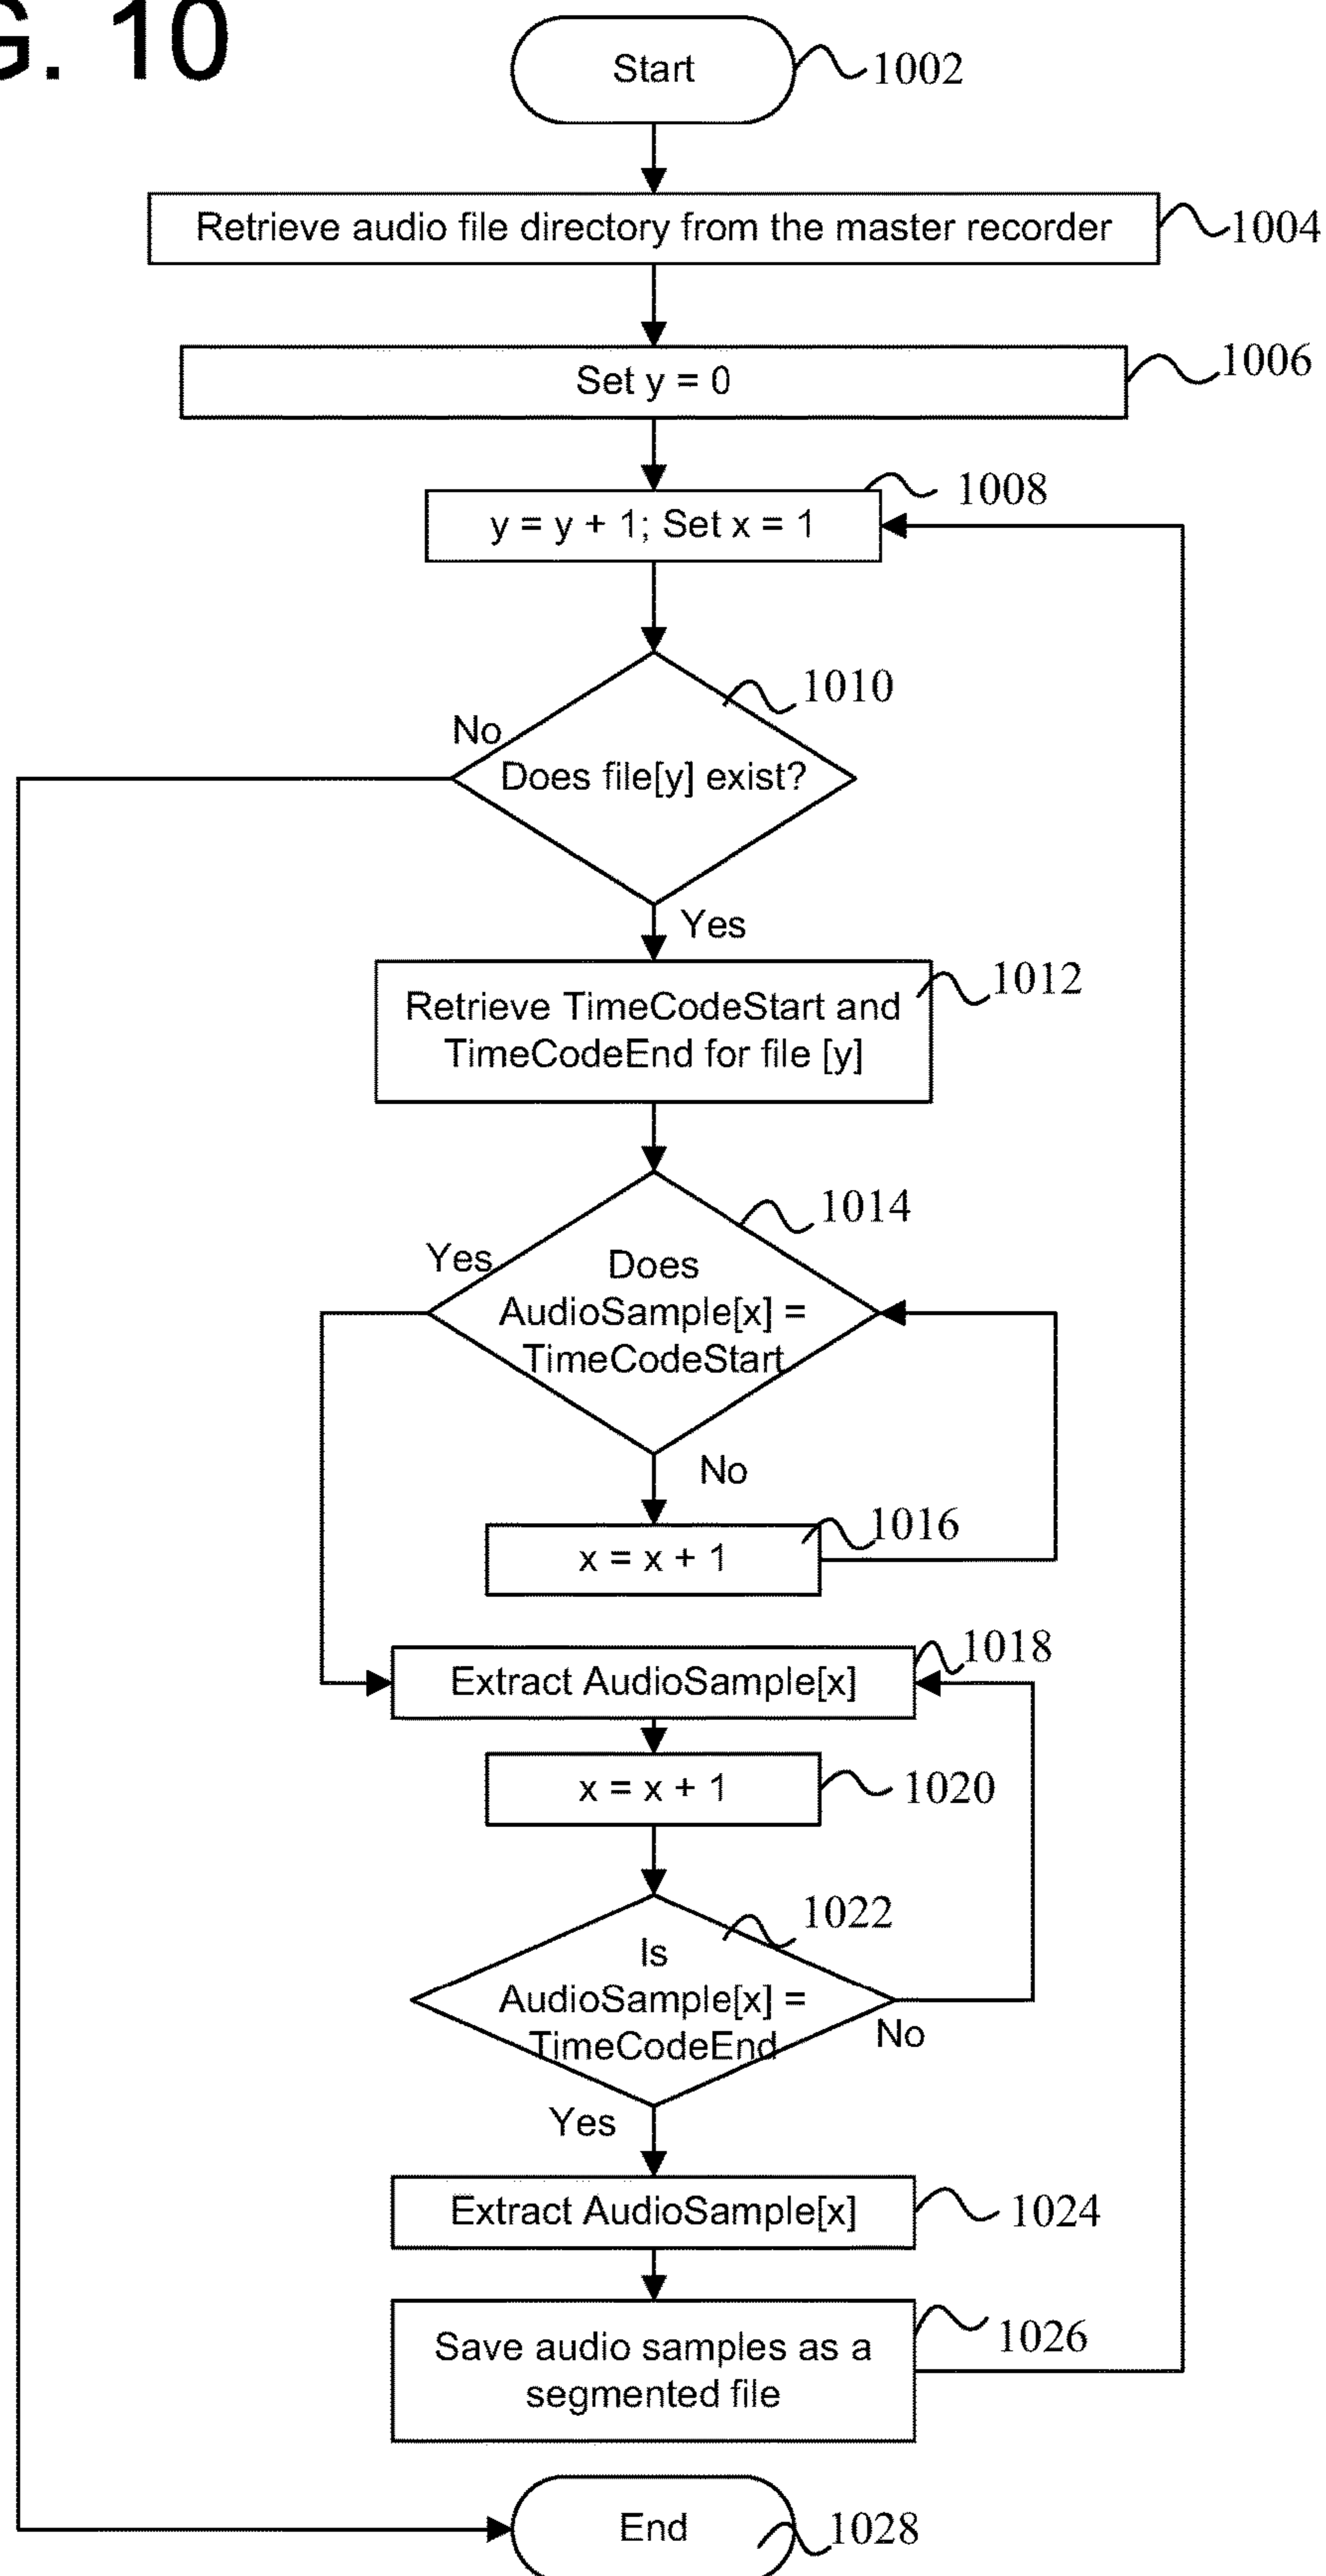 G. 10
Start
1002
Retrieve audio file directory from the master recorder
1004
Set y = 0
1006
y = y + 1; Set x = 1
1008
1010
No
Does file[y] exist?
Yes
Retrieve TimeCodeStart and
TimeCodeEnd for file [y]
1012
1014
Yes
Does
AudioSample[x] =
TimeCodeStart
No
x = x + 1
1016
Extract AudioSample[x]
1018
x = x + 1
1020
1022
Is
AudioSample[x] =
TimeCodeEnd
No
Yes
Extract AudioSample[x]
1024
Save audio samples as a
segmented file
1026
End
1028